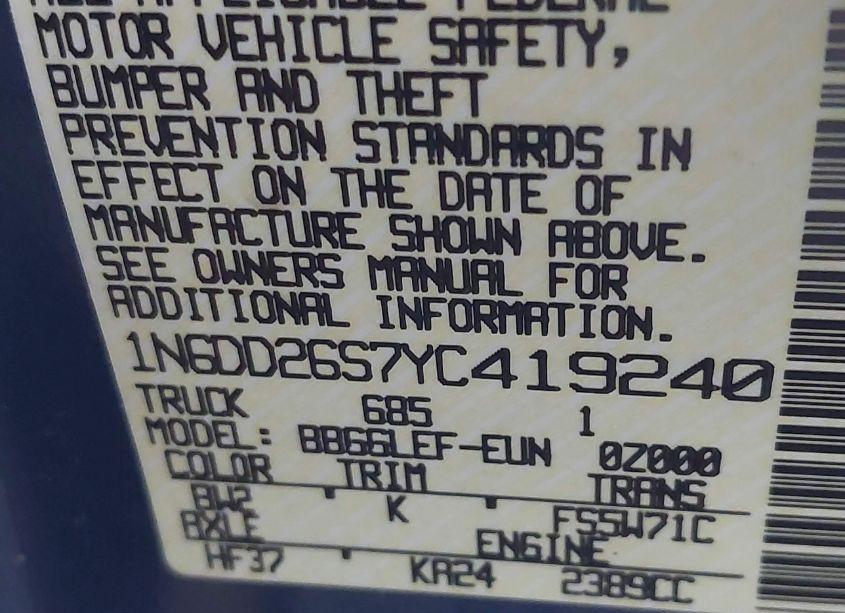 MOTOR VEHICLE SAFETY,
BUMPER AND THEFT
PREVENTION STANDARDS IN
EFFECT ON THE DATE OF
MANUFACTURE SHOWN ABOVE.
SEE OWNERS MANUAL FOR
ADDITIONAL INFORMATION.
1N6DD26S7YC419240
TRUCK 685 1
MODEL: BBGGLEF-EUN 0Z000
COLOR TRIM TRANS
BW2 K FS5W71C
AXLE ENGINE
HF37 KA24 2389CC